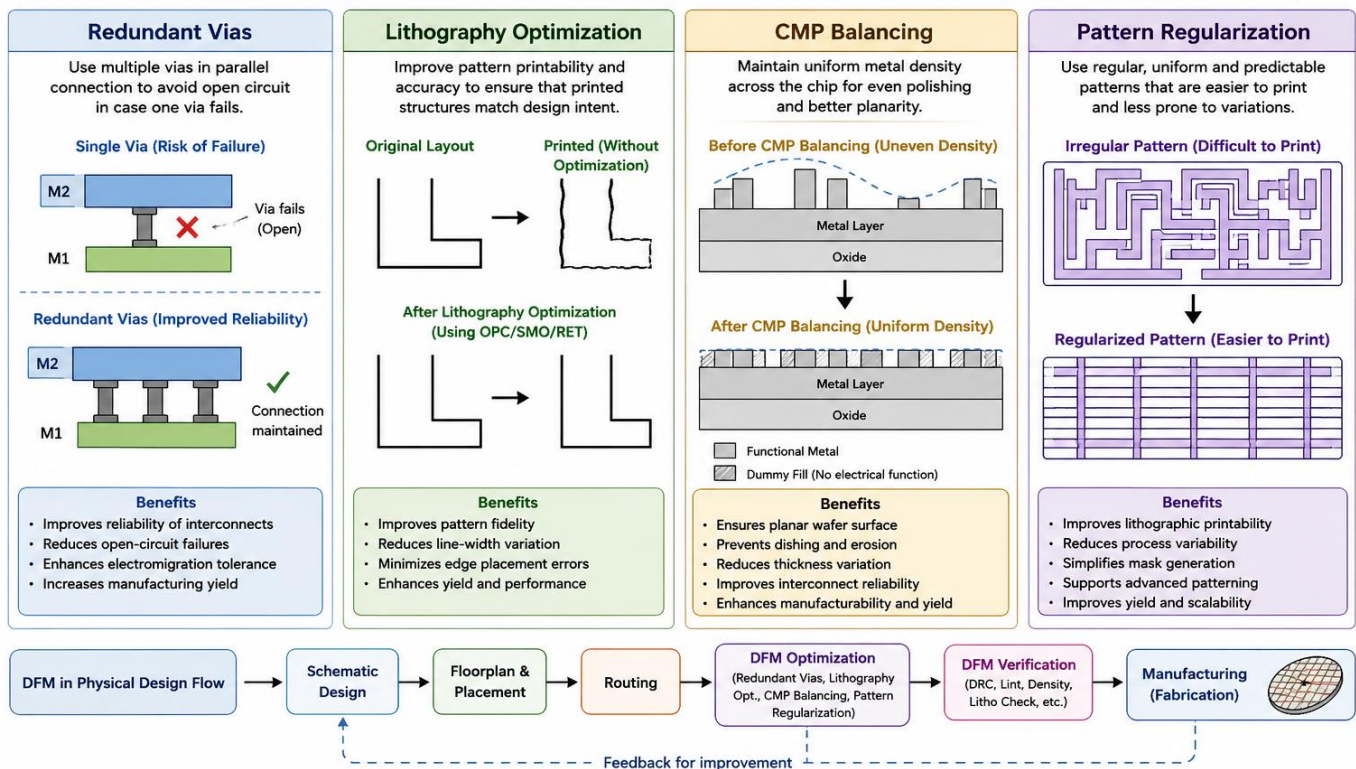 Redundant Vias
Use multiple vias in parallel
connection to avoid open circuit
in case one via fails.
Single Via (Risk of Failure)
M2
Via fails
(Open)
M1
Redundant Vias (Improved Reliability)
M2
Connection
maintained
M1
Benefits
• Improves reliability of interconnects
• Reduces open-circuit failures
• Enhances electromigration tolerance
• Increases manufacturing yield
Lithography Optimization
Improve pattern printability and
accuracy to ensure that printed
structures match design intent.
Original Layout
Printed (Without
Optimization)
After Lithography Optimization
(Using OPC/SMO/RET)
Benefits
• Improves pattern fidelity
• Reduces line-width variation
• Minimizes edge placement errors
• Enhances yield and performance
CMP Balancing
Maintain uniform metal density
across the chip for even polishing
and better planarity.
Before CMP Balancing (Uneven Density)
Metal Layer
Oxide
After CMP Balancing (Uniform Density)
Metal Layer
Oxide
Functional Metal
Dummy Fill (No electrical function)
Benefits
• Ensures planar wafer surface
• Prevents dishing and erosion
• Reduces thickness variation
• Improves interconnect reliability
• Enhances manufacturability and yield
Pattern Regularization
Use regular, uniform and predictable
patterns that are easier to print
and less prone to variations.
Irregular Pattern (Difficult to Print)
Regularized Pattern (Easier to Print)
Benefits
• Improves lithographic printability
• Reduces process variability
• Simplifies mask generation
• Supports advanced patterning
• Improves yield and scalability
DFM in Physical Design Flow
Schematic
Design
Floorplan &
Placement
Routing
DFM Optimization
(Redundant Vias, Lithography
Opt., CMP Balancing, Pattern
Regularization)
DFM Verification
(DRC, Lint, Density,
Litho Check, etc.)
Manufacturing
(Fabrication)
Feedback for improvement